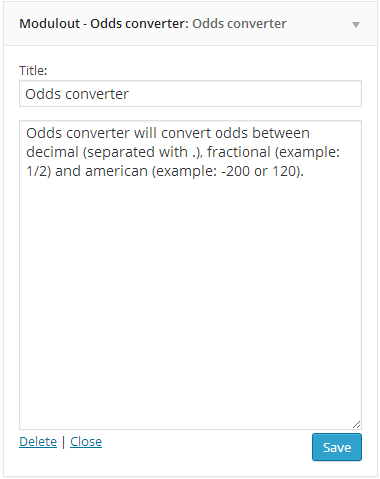 Modulout - Odds converter: Odds converter
Title:
Odds converter
Odds converter will convert odds between
decimal (separated with .), fractional (example:
1/2) and american (example: -200 or 120).
Delete | Close
Save